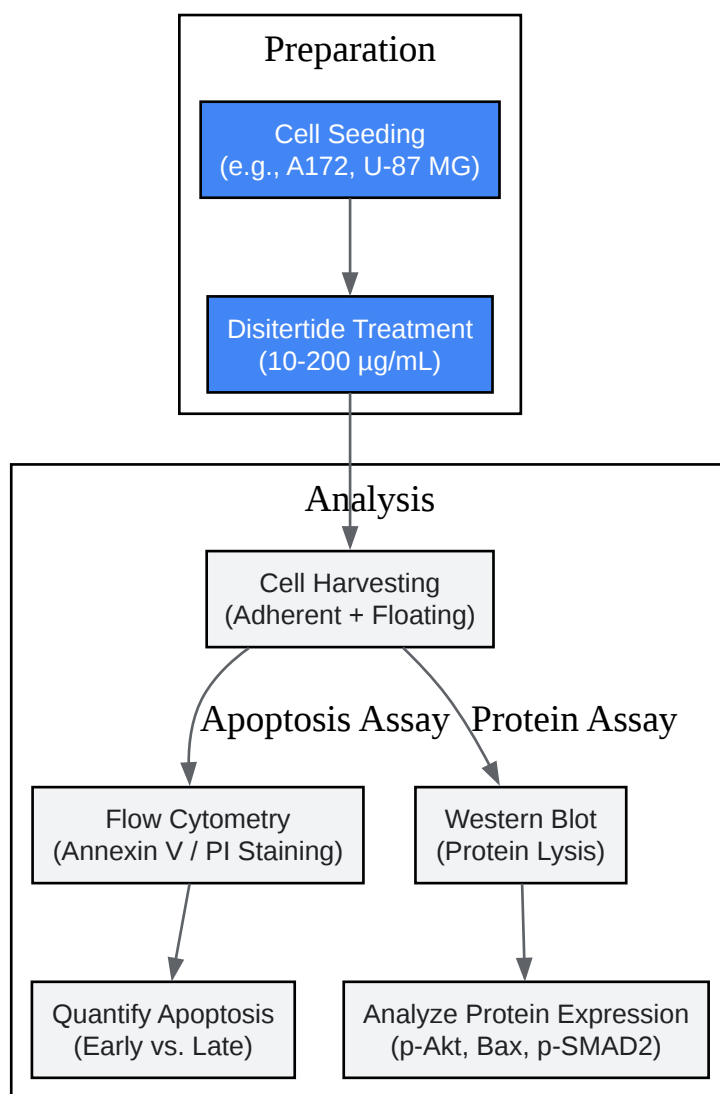 Preparation
Cell Seeding
(e.g., A172, U-87 MG)
Disitertide Treatment
(10-200 µg/mL)
Analysis
Cell Harvesting
(Adherent + Floating)
Apoptosis Assay
Protein Assay
Flow Cytometry
(Annexin V / PI Staining)
Western Blot
(Protein Lysis)
Quantify Apoptosis
(Early vs. Late)
Analyze Protein Expression
(p-Akt, Bax, p-SMAD2)